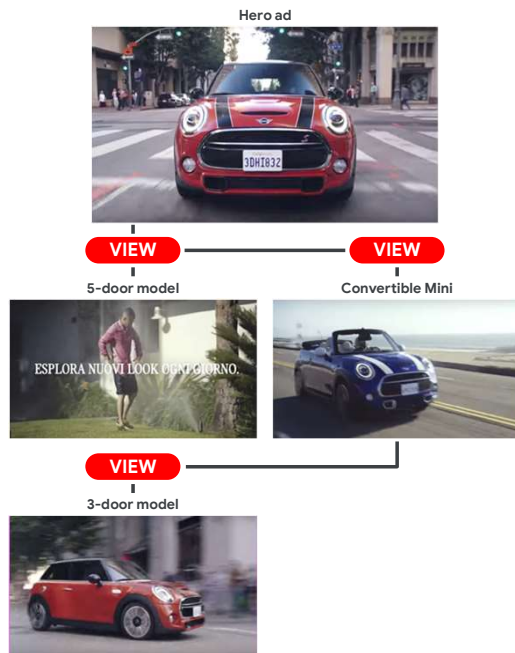 Hero ad
3DHI832
VIEW
VIEW
5-door model
Convertible Mini
ESPLORA NUOVI LOOK OGNI GIORNO.
VIEW
3-door model